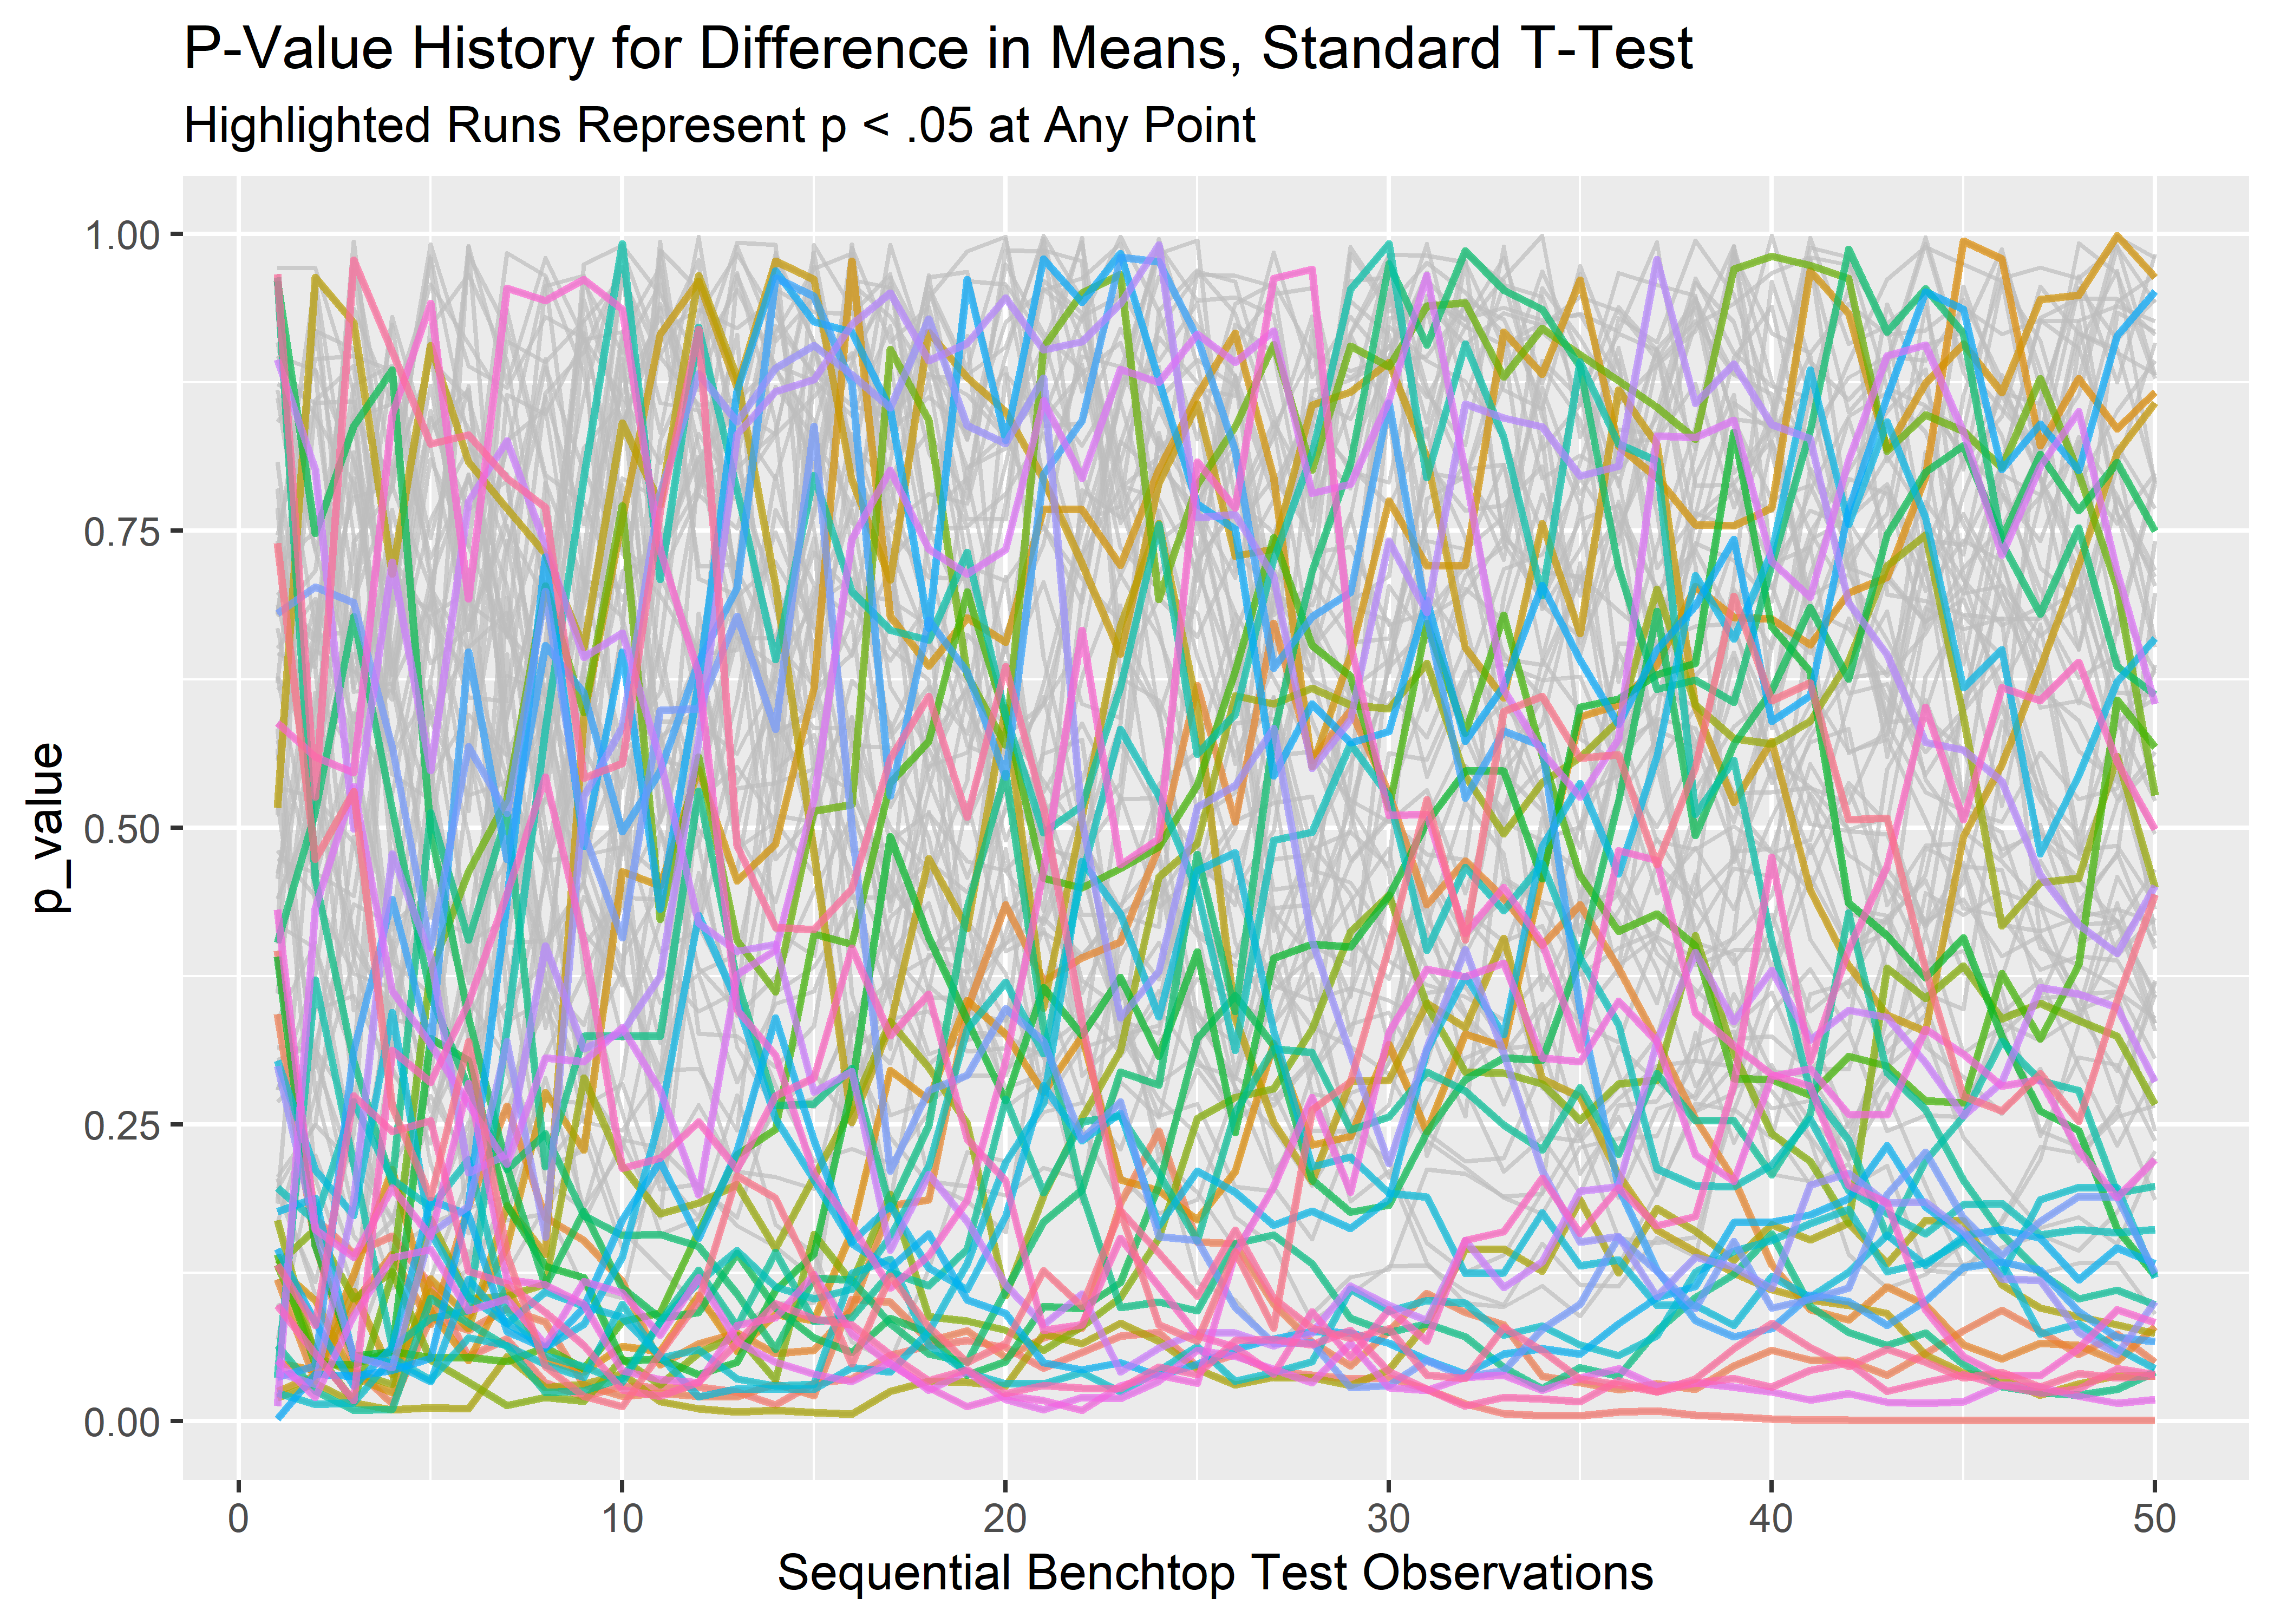 P-Value History for Difference in Means, Standard T-Test
Highlighted Runs Represent p < .05 at Any Point
1.00
0.75
0.50
0.25
0.00
p_value
0 10 20 30 40 50
Sequential Benchtop Test Observations